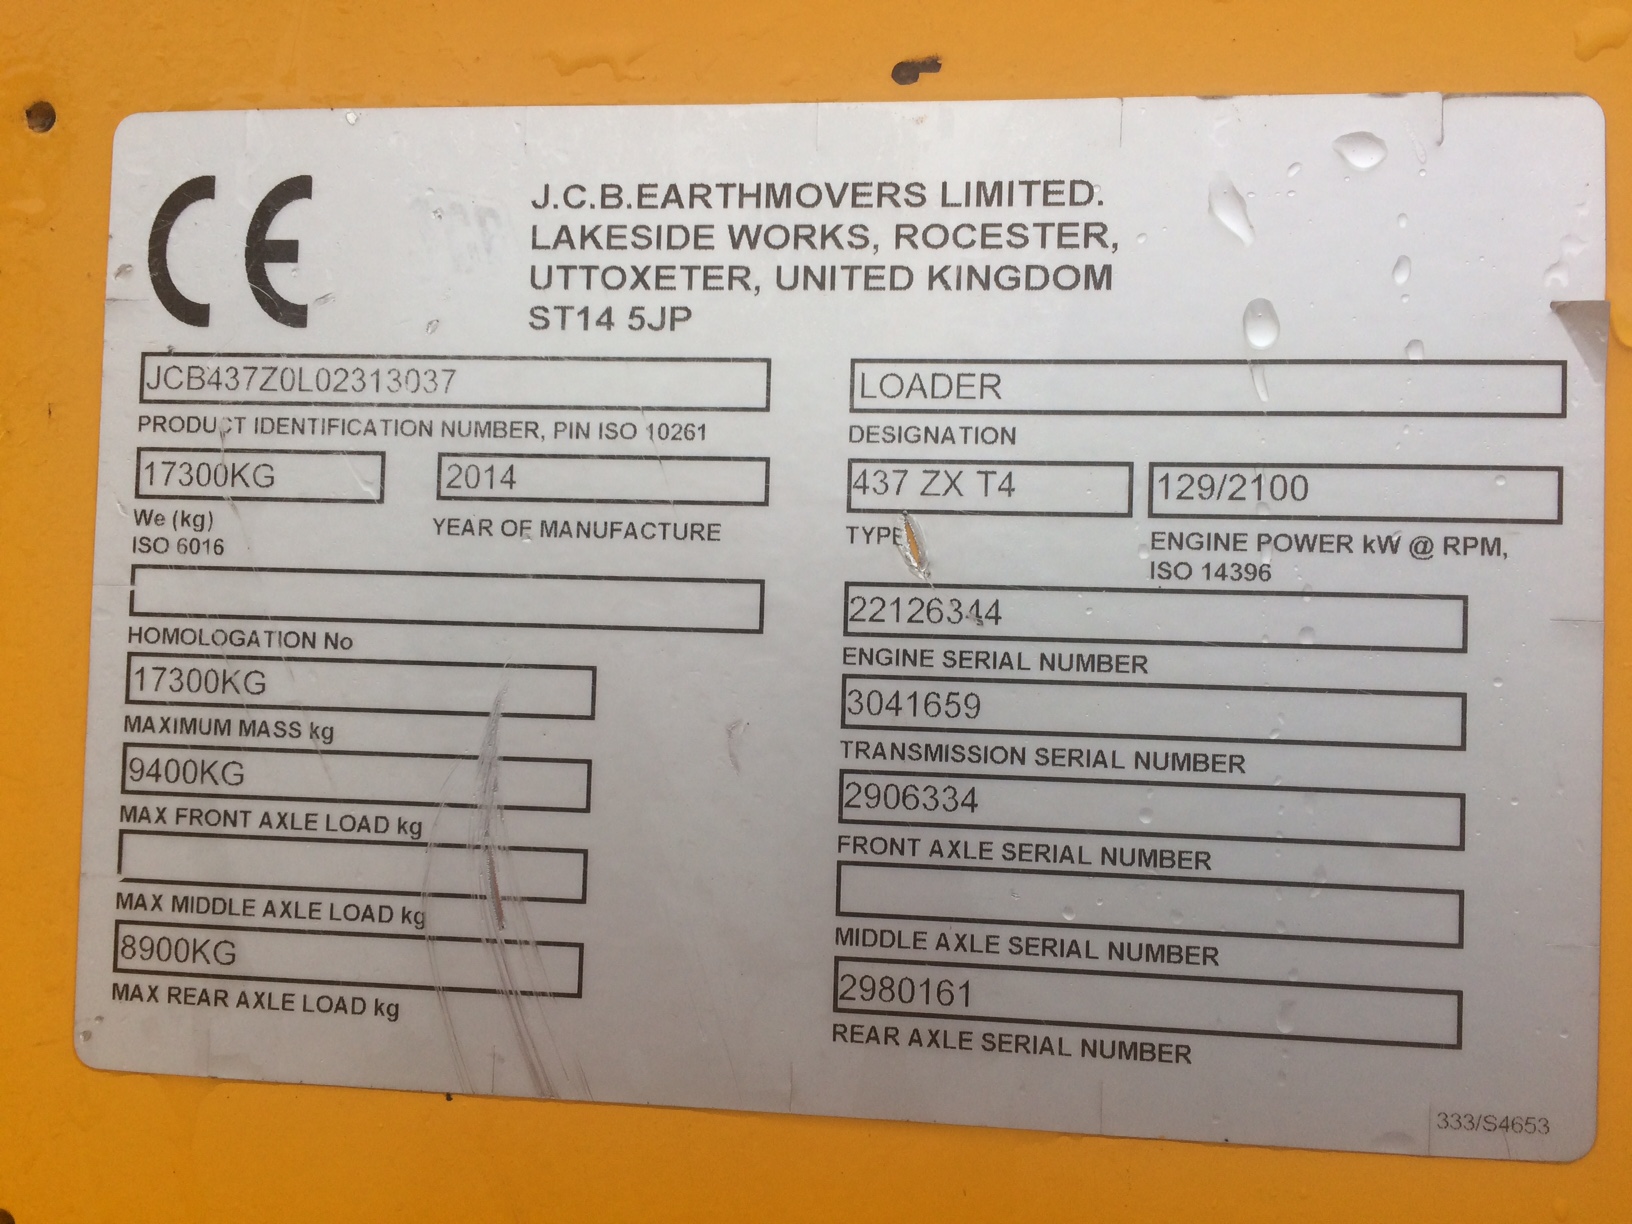 CE
J.C.B.EARTHMOVERS LIMITED.
LAKESIDE WORKS, ROCESTER,
UTTOXETER, UNITED KINGDOM
ST14 5JP
JCB437Z0L02313037
PRODUCT IDENTIFICATION NUMBER, PIN ISO 10261
17300KG
We (kg)
ISO 6016
2014
YEAR OF MANUFACTURE
HOMOLOGATION No
17300KG
MAXIMUM MASS kg
9400KG
MAX FRONT AXLE LOAD kg
MAX MIDDLE AXLE LOAD kg
8900KG
MAX REAR AXLE LOAD kg
LOADER
DESIGNATION
437 ZX T4
TYPE
129/2100
ENGINE POWER kW @ RPM,
ISO 14396
22126344
ENGINE SERIAL NUMBER
3041659
TRANSMISSION SERIAL NUMBER
2906334
FRONT AXLE SERIAL NUMBER
MIDDLE AXLE SERIAL NUMBER
2980161
REAR AXLE SERIAL NUMBER
333/S4653